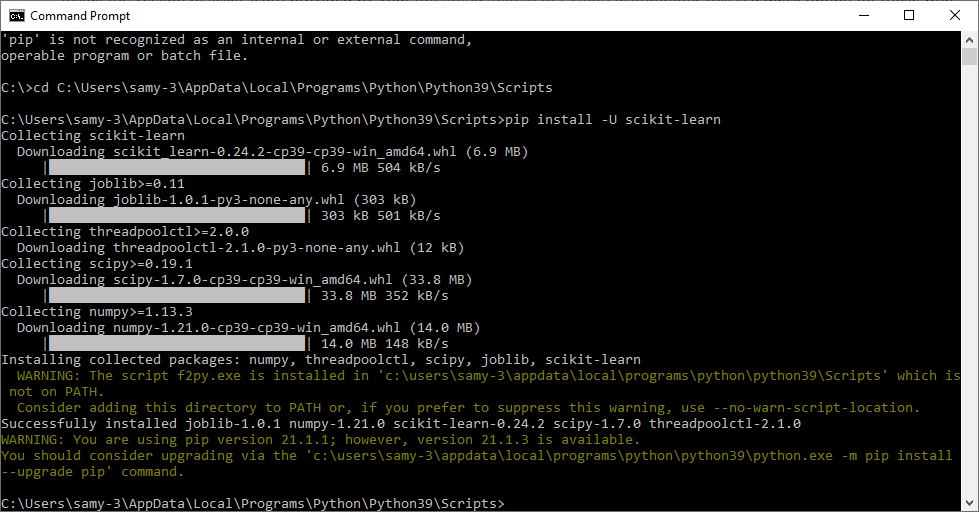 Command Prompt
'pip' is not recognized as an internal or external command,
operable program or batch file.
C:\>cd C:\Users\samy-3\AppData\Local\Programs\Python\Python39\Scripts
C:\Users\samy-3\AppData\Local\Programs\Python\Python39\Scripts>pip install -U scikit-learn
Collecting scikit-learn
  Downloading scikit_learn-0.24.2-cp39-cp39-win_amd64.whl (6.9 MB)
     |████████████████████████████████| 6.9 MB 504 kB/s
Collecting joblib>=0.11
  Downloading joblib-1.0.1-py3-none-any.whl (303 kB)
     |████████████████████████████████| 303 kB 501 kB/s
Collecting threadpoolctl>=2.0.0
  Downloading threadpoolctl-2.1.0-py3-none-any.whl (12 kB)
Collecting scipy>=0.19.1
  Downloading scipy-1.7.0-cp39-cp39-win_amd64.whl (33.8 MB)
     |████████████████████████████████| 33.8 MB 352 kB/s
Collecting numpy>=1.13.3
  Downloading numpy-1.21.0-cp39-cp39-win_amd64.whl (14.0 MB)
     |████████████████████████████████| 14.0 MB 148 kB/s
Installing collected packages: numpy, threadpoolctl, scipy, joblib, scikit-learn
  WARNING: The script f2py.exe is installed in 'c:\users\samy-3\appdata\local\programs\python\python39\Scripts' which is
 not on PATH.
  Consider adding this directory to PATH or, if you prefer to suppress this warning, use --no-warn-script-location.
Successfully installed joblib-1.0.1 numpy-1.21.0 scikit-learn-0.24.2 scipy-1.7.0 threadpoolctl-2.1.0
WARNING: You are using pip version 21.1.1; however, version 21.1.3 is available.
You should consider upgrading via the 'c:\users\samy-3\appdata\local\programs\python\python39\python.exe -m pip install
--upgrade pip' command.
C:\Users\samy-3\AppData\Local\Programs\Python\Python39\Scripts>